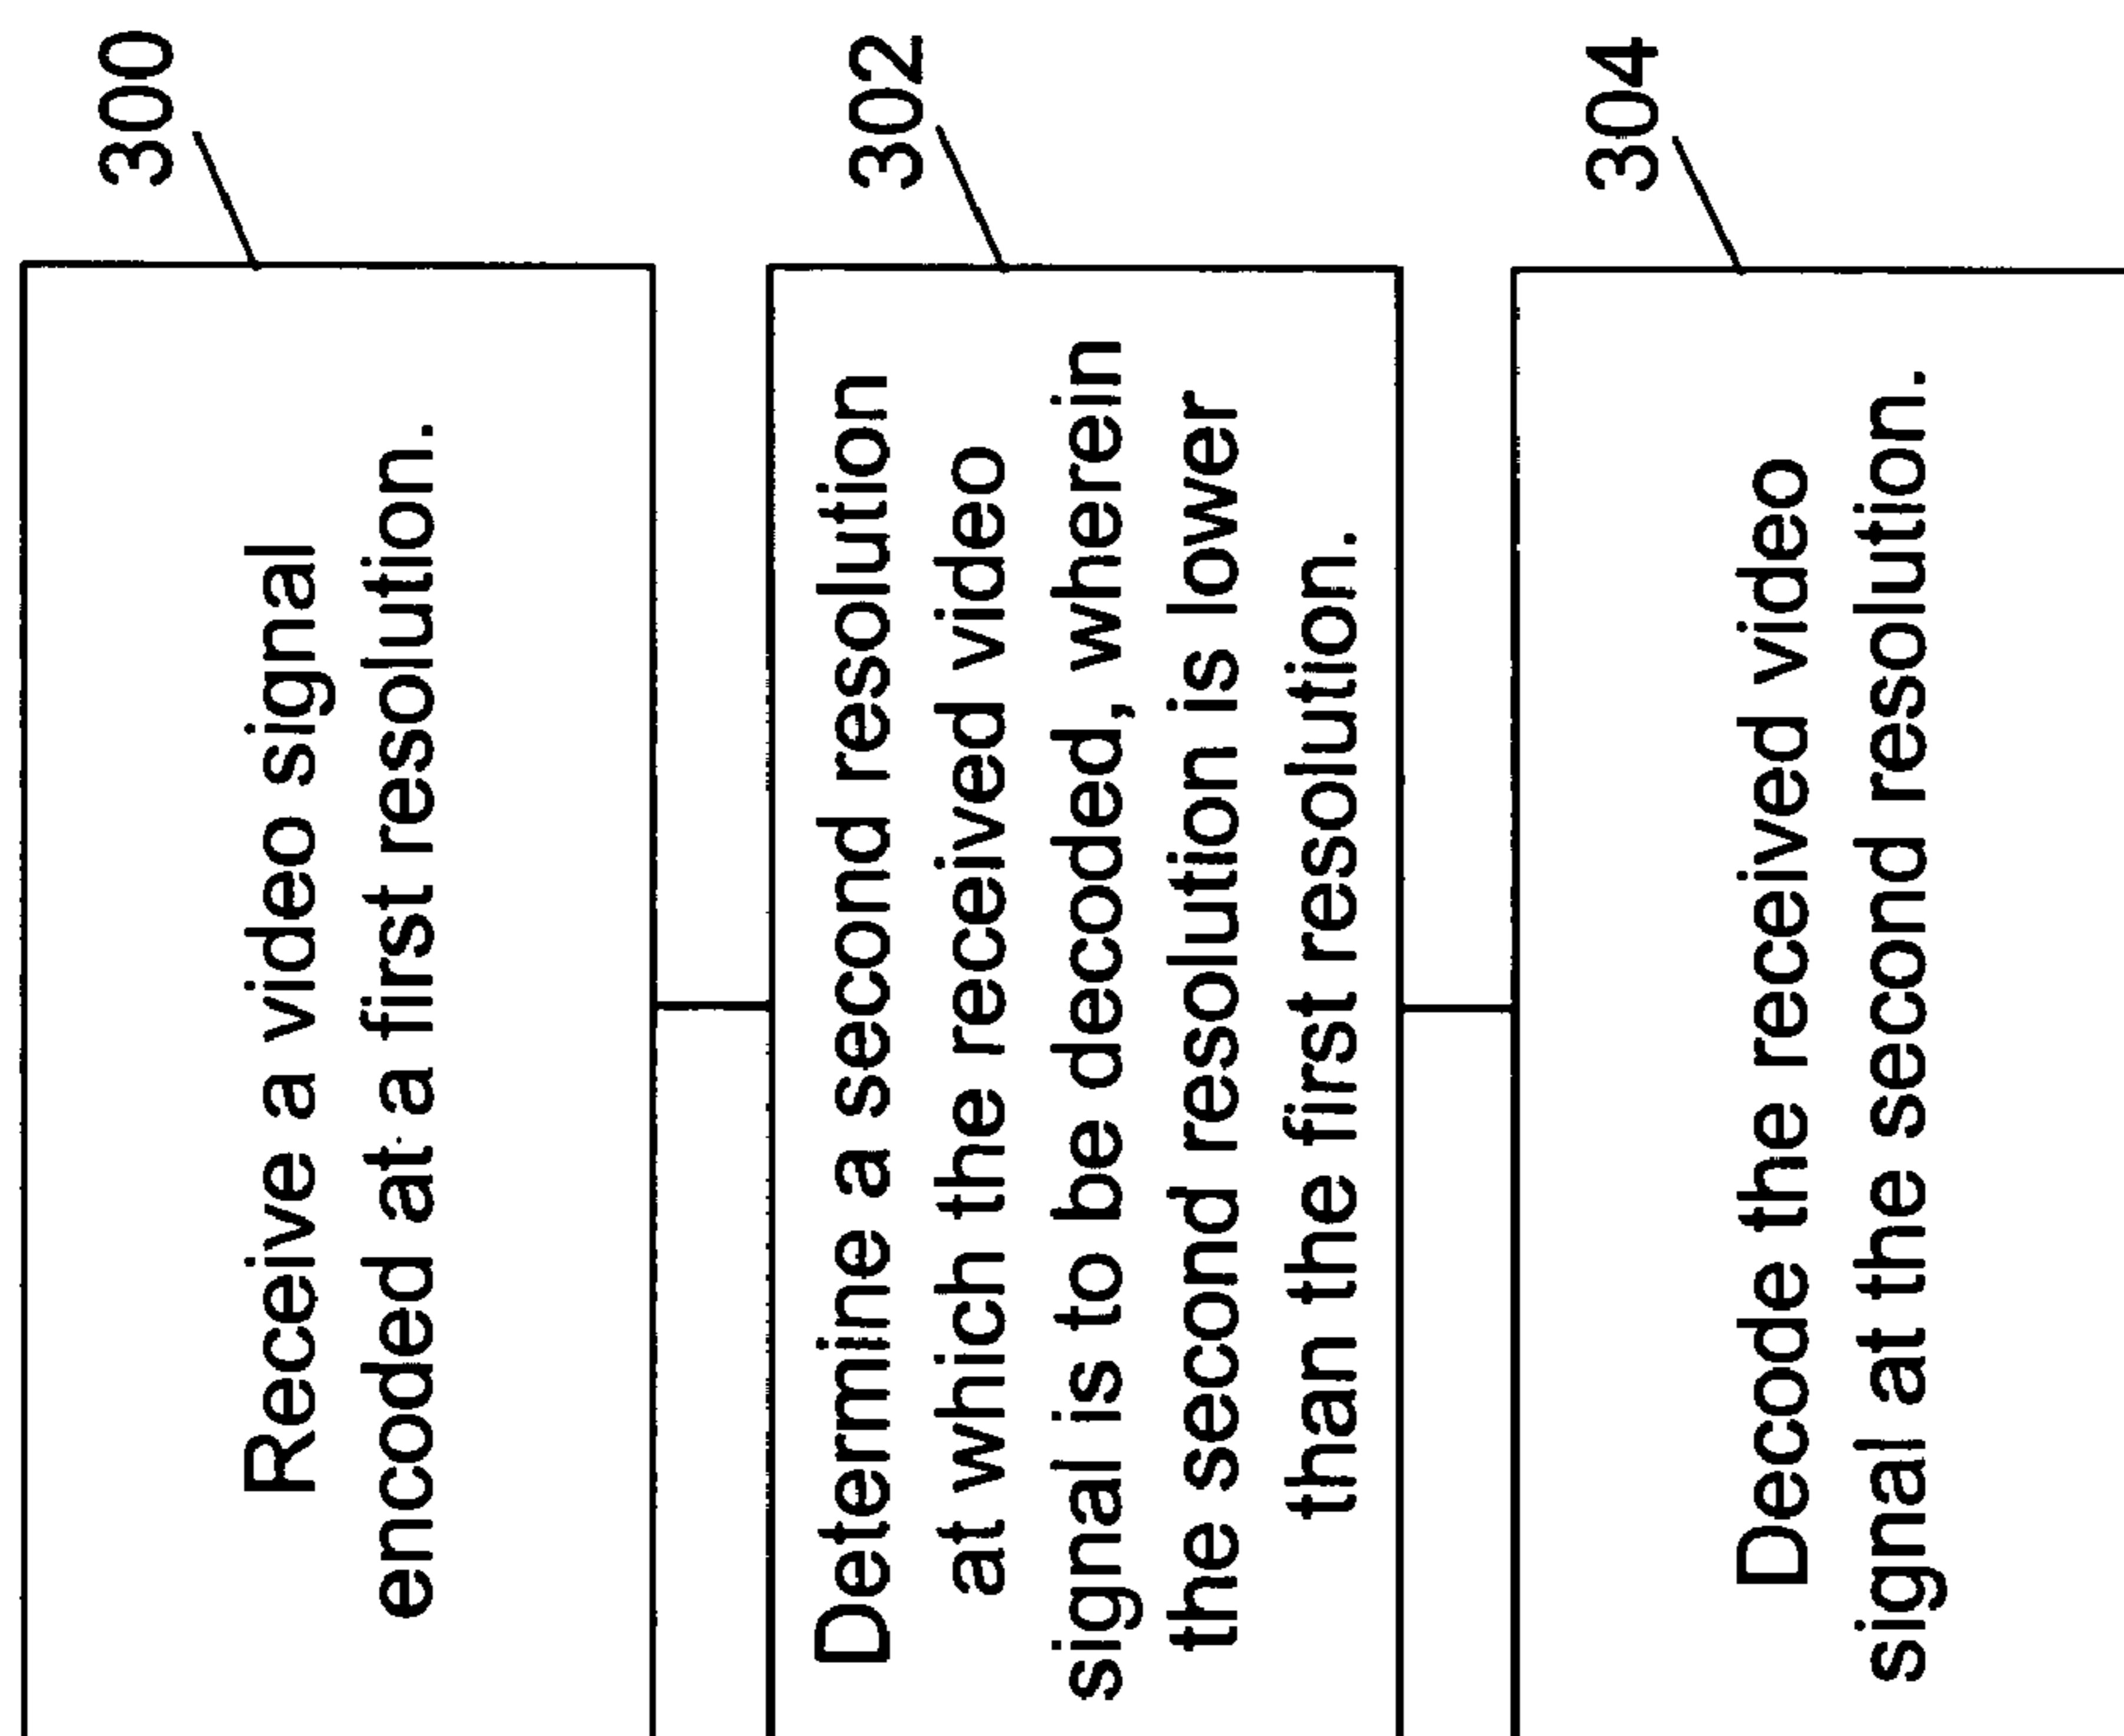 300
Receive a video signal
encoded at a first resolution.
302
Determine a second resolution
at which the received video
signal is to be decoded, wherein
the second resolution is lower
than the first resolution.
304
Decode the received video
signal at the second resolution.